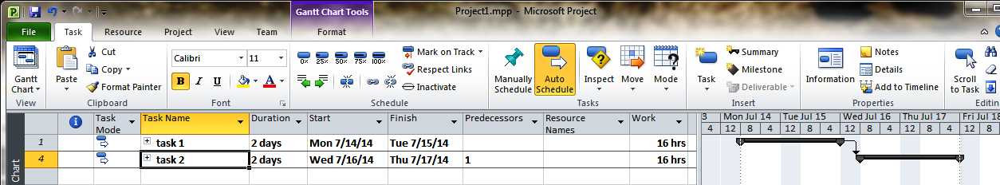 Gantt Chart Tools
Project1.mpp - Microsoft Project
File Task Resource Project View Team Format
Gantt Chart
View
Paste
Cut
Copy
Format Painter
Clipboard
Calibri 11
B I U A
Font
0% 25% 50% 75% 100%
Mark on Track
Respect Links
Inactivate
Schedule
Manually Schedule
Auto Schedule
Inspect
Move
Mode
Tasks
Task
Summary
Milestone
Deliverable
Insert
Information
Notes
Details
Add to Timeline
Properties
Scroll to Task
Editin
Task Mode Task Name Duration Start Finish Predecessors Resource Names Work
3 Mon Jul 14 Tue Jul 15 Wed Jul 16 Thu Jul 17 Fri Jul 18
4 12 8 4 12 8 4 12 8 4 12
1 task 1 2 days Mon 7/14/14 Tue 7/15/14 16 hrs
4 task 2 2 days Wed 7/16/14 Thu 7/17/14 1 16 hrs
Chart